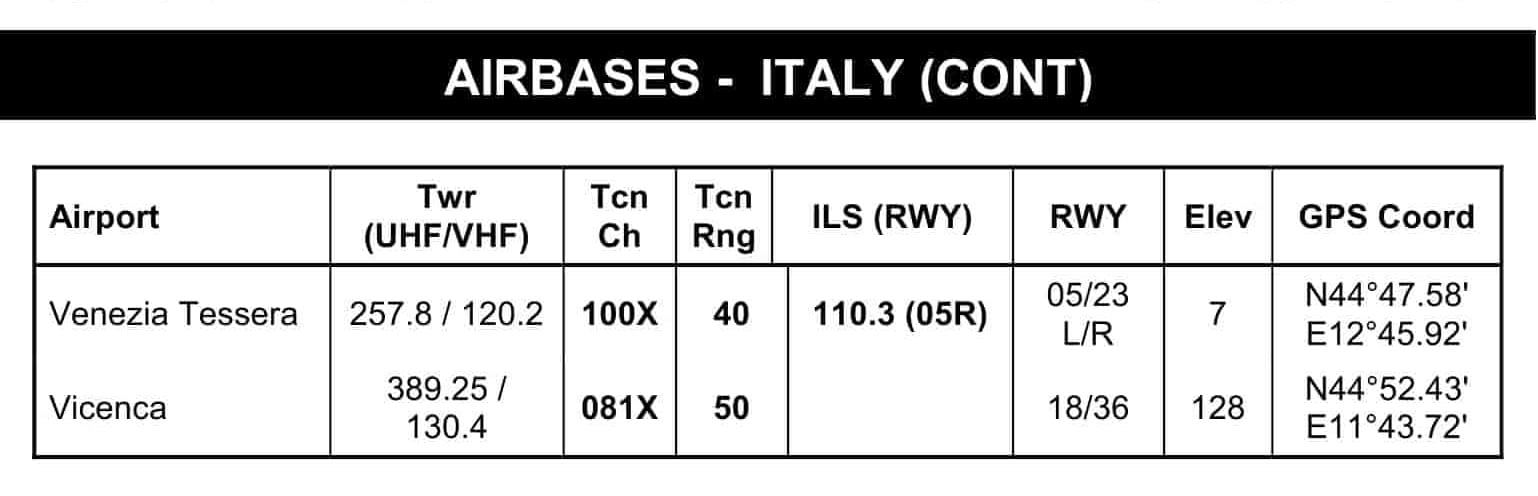 AIRBASES - ITALY (CONT)
Airport
Twr
(UHF/VHF)
Tcn
Ch
Tcn
Rng
ILS (RWY)
RWY
Elev
GPS Coord
Venezia Tessera
257.8 / 120.2
100X
40
110.3 (05R)
05/23
L/R
7
N44°47.58'
E12°45.92'
Vicenca
389.25 /
130.4
081X
50
18/36
128
N44°52.43'
E11°43.72'